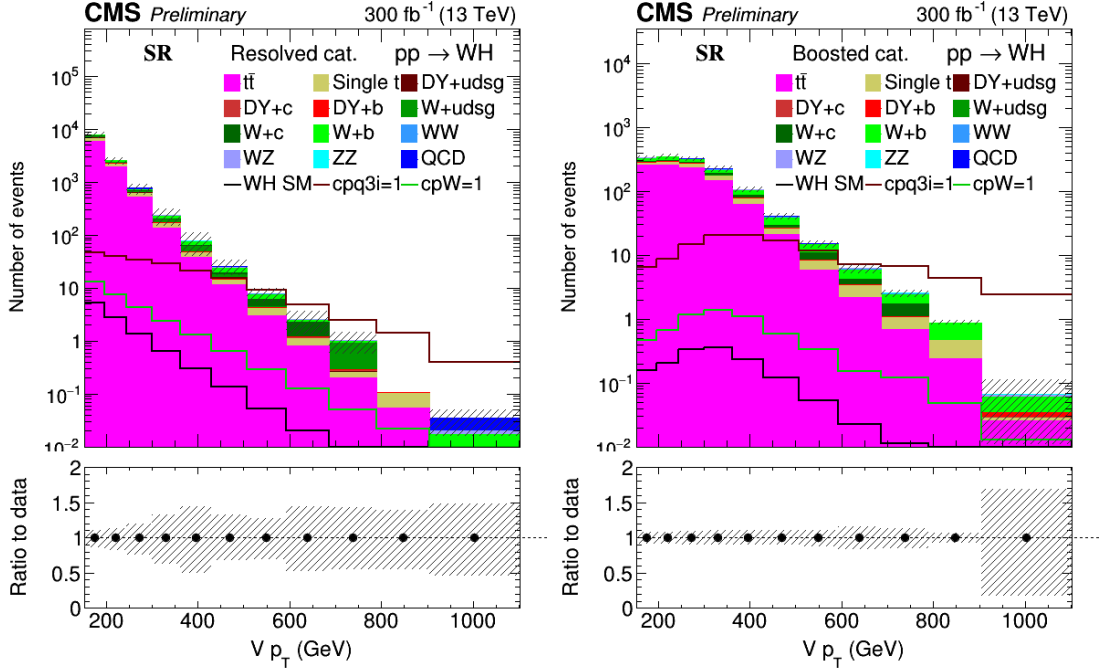 CMS Preliminary 300 fb⁻¹ (13 TeV)
SR Resolved cat. pp → WH
tt̄ Single t DY+udsg
DY+c DY+b W+udsg
W+c W+b WW
WZ ZZ QCD
WH SM cpq3i=1 cpW=1
Number of events
10⁵
10⁴
10³
10²
10
1
10⁻¹
10⁻²
Ratio to data
2
1.5
1
0.5
0
200 400 600 800 1000
V p_T (GeV)
CMS Preliminary 300 fb⁻¹ (13 TeV)
SR Boosted cat. pp → WH
tt̄ Single t DY+udsg
DY+c DY+b W+udsg
W+c W+b WW
WZ ZZ QCD
WH SM cpq3i=1 cpW=1
Number of events
10⁴
10³
10²
10
1
10⁻¹
10⁻²
Ratio to data
2
1.5
1
0.5
0
200 400 600 800 1000
V p_T (GeV)